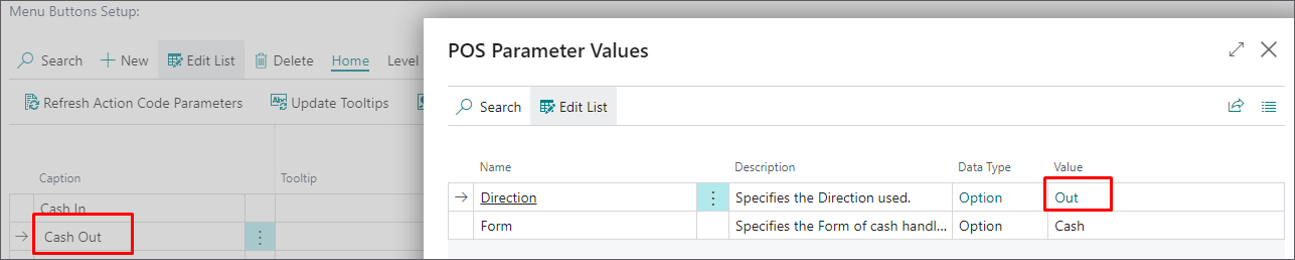 Menu Buttons Setup:
Search New Edit List Delete Home Level
Refresh Action Code Parameters Update Tooltips
Caption Tooltip
Cash In
Cash Out
POS Parameter Values
Search Edit List
Name Description Data Type Value
Direction Specifies the Direction used. Option Out
Form Specifies the Form of cash handl... Option Cash